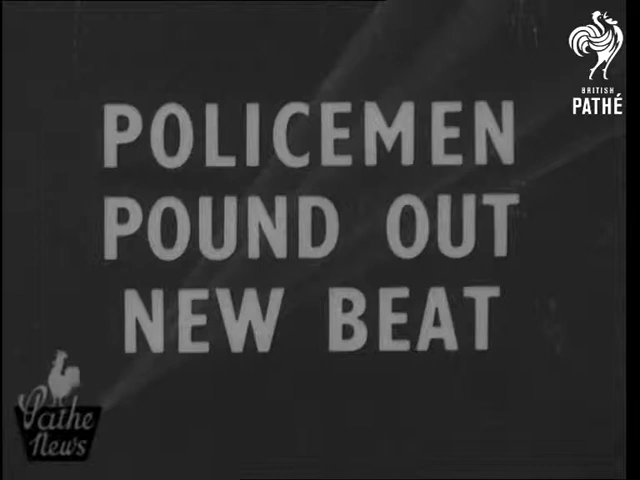 BRITISH
PATHÉ
POLICEMEN
POUND OUT
NEW BEAT
Pathe
News